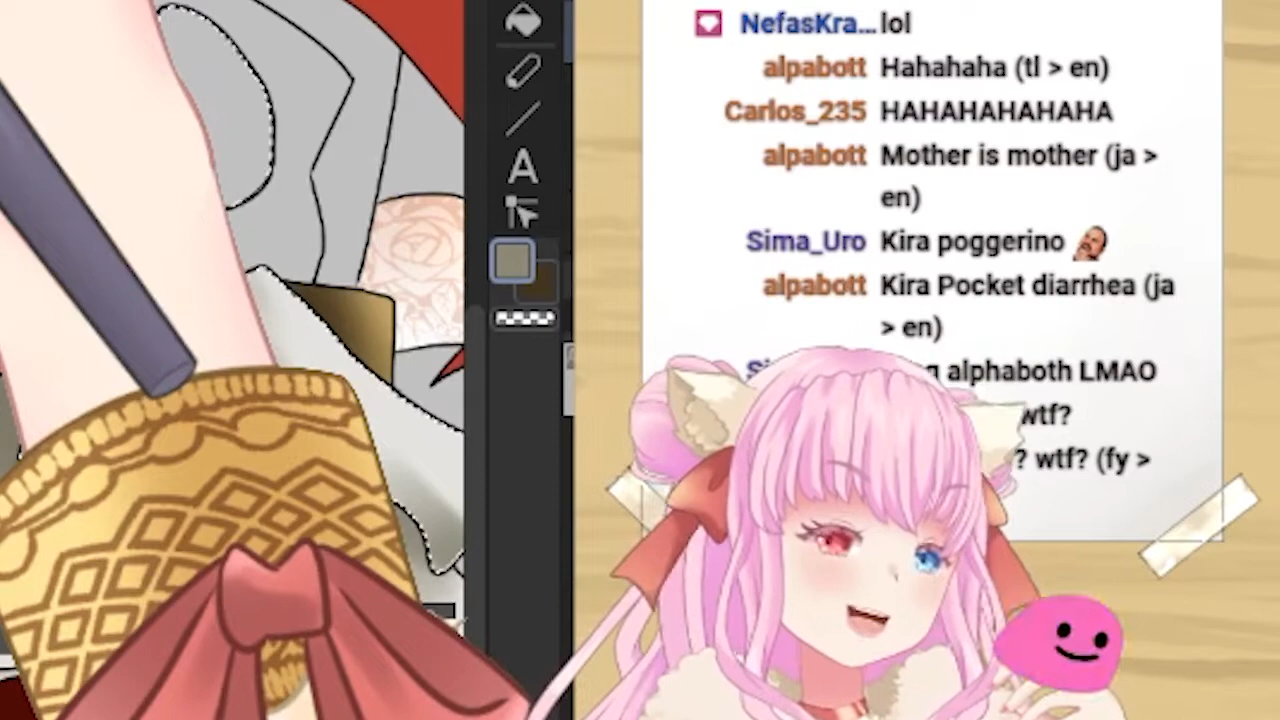 NefasKra... lol
alpabott Hahahaha (tl > en)
Carlos_235 HAHAHAHAHAHA
alpabott Mother is mother (ja >
en)
Sima_Uro Kira poggerino
alpabott Kira Pocket diarrhea (ja
> en)
alphaboth LMAO
wtf?
? wtf? (fy >
A